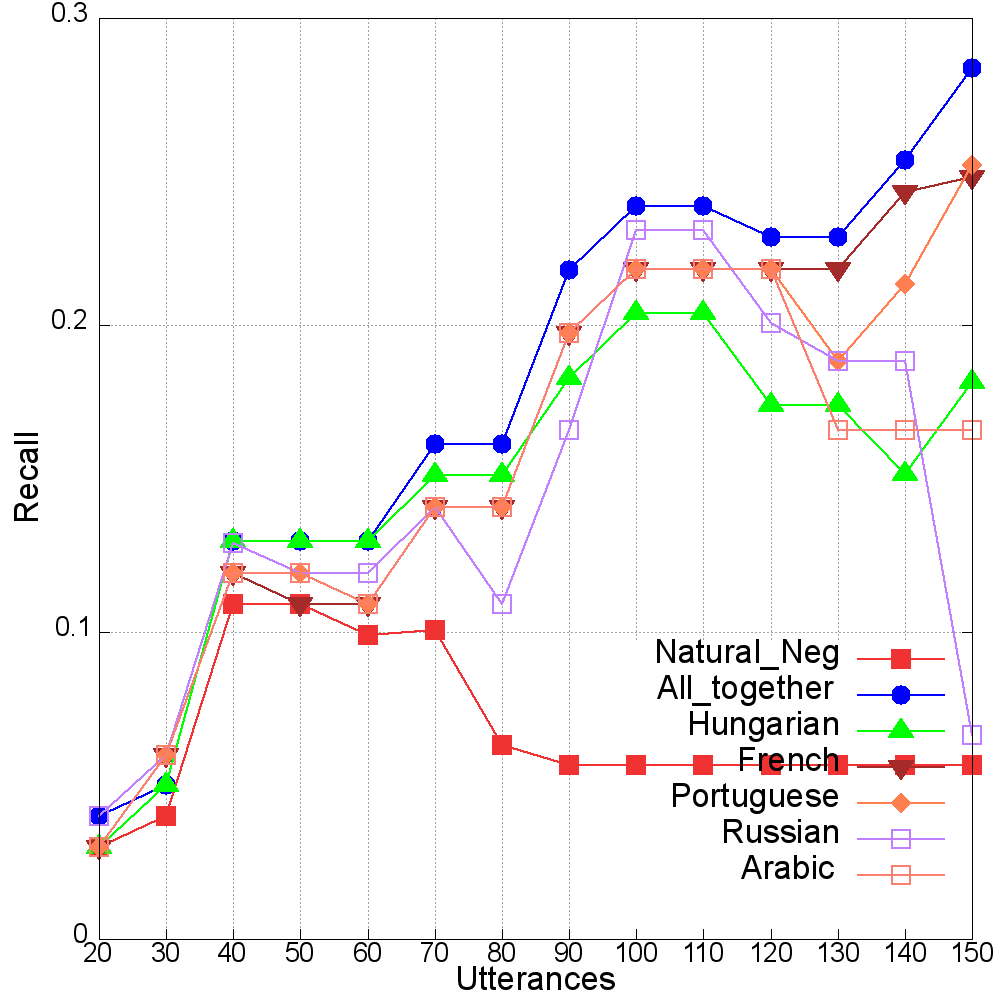 0.3
0.2
0.1
0
Recall
Natural_Neg
All_together
Hungarian
French
Portuguese
Russian
Arabic
20 30 40 50 60 70 80 90 100 110 120 130 140 150
Utterances